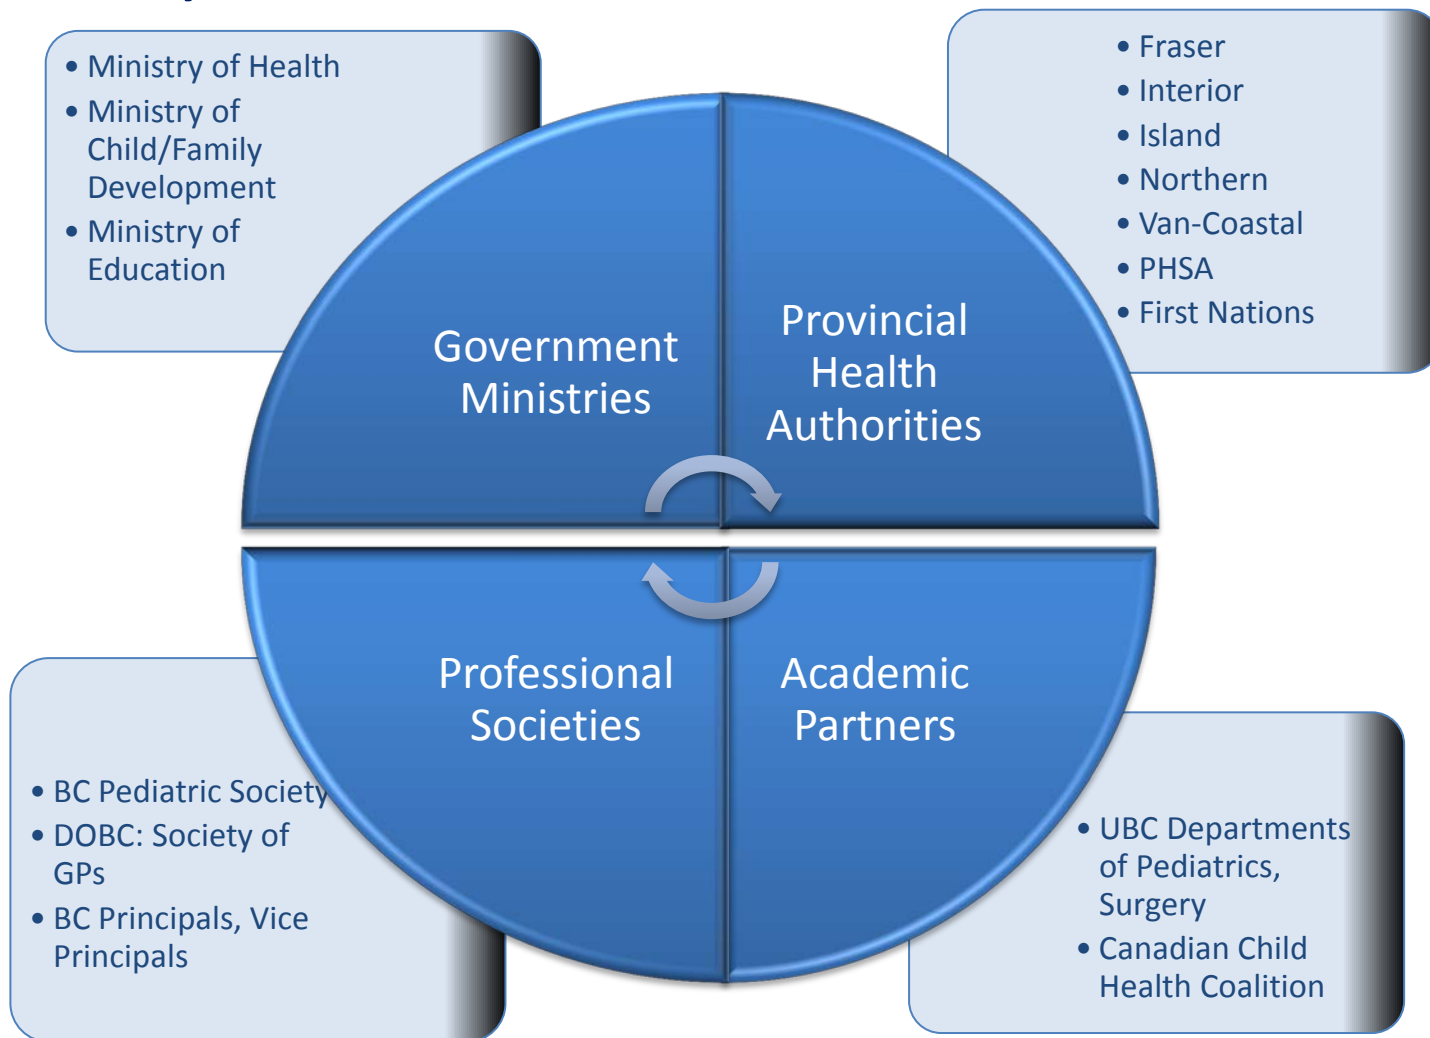 • Ministry of Health
• Ministry of
Child/Family
Development
• Ministry of
Education
• Fraser
• Interior
• Island
• Northern
• Van-Coastal
• PHSA
• First Nations
Government
Ministries
Provincial
Health
Authorities
Professional
Societies
Academic
Partners
• BC Pediatric Society
• DOBC: Society of
GPs
• BC Principals, Vice
Principals
• UBC Departments
of Pediatrics,
Surgery
• Canadian Child
Health Coalition